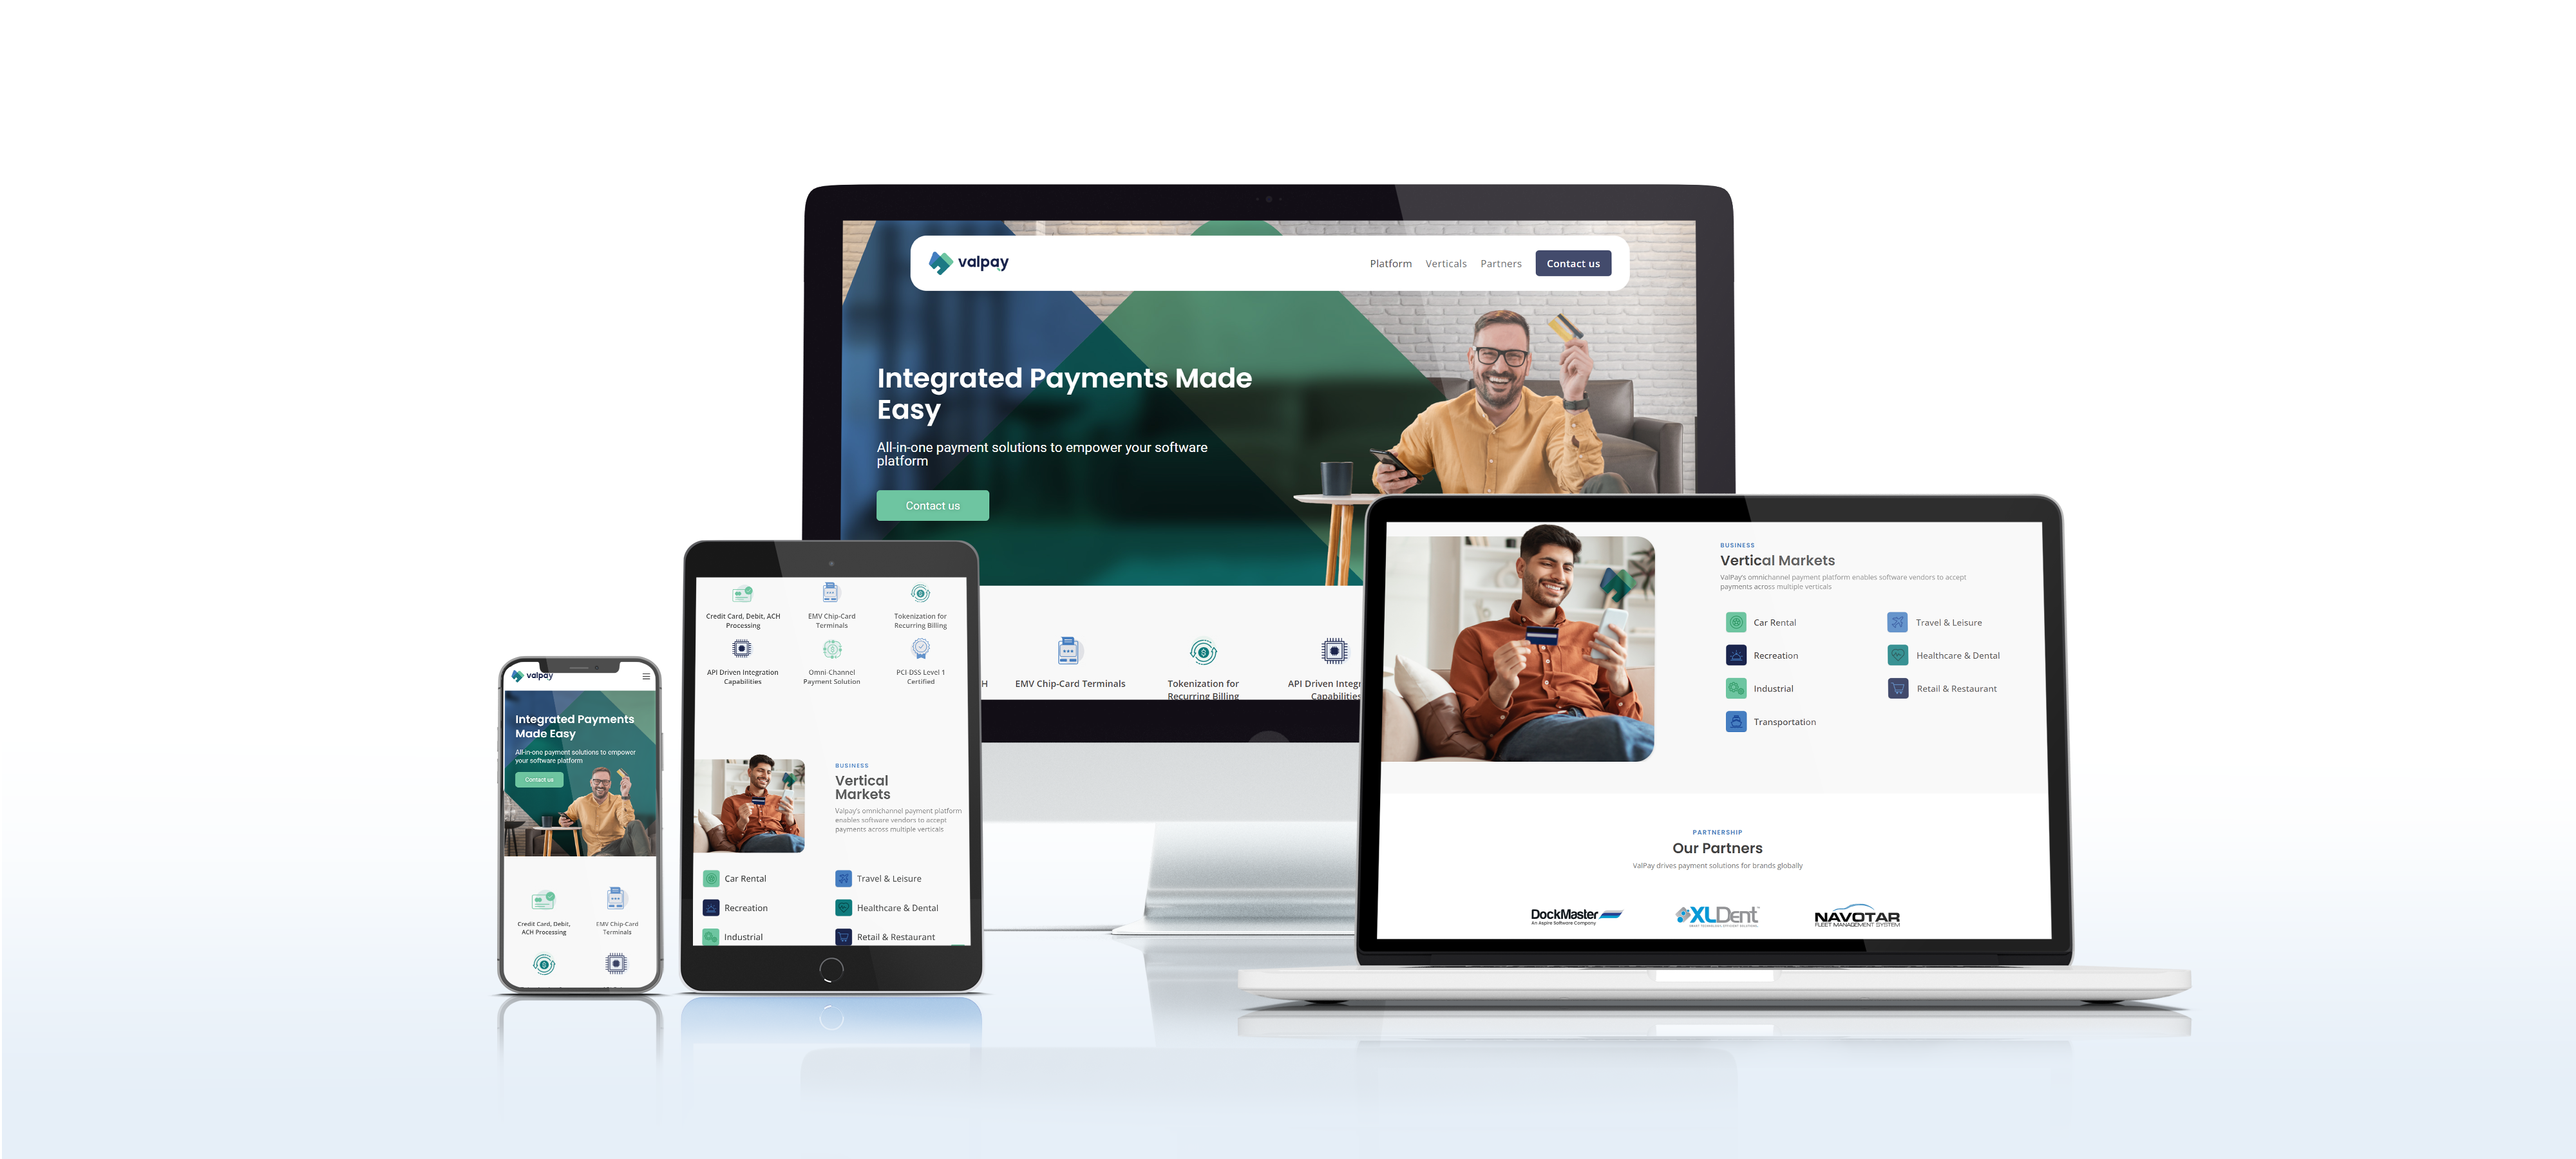 valpay
Platform Verticals Partners Contact us
Integrated Payments Made
Easy
All-in-one payment solutions to empower your software
platform
Contact us
H
EMV Chip-Card Terminals
Tokenization for
Recurring Billing
API Driven Integr
Capabilities
valpay
Integrated Payments
Made Easy
All-in-one payment solutions to empower
your software platform
Contact us
Credit Card, Debit,
ACH Processing
EMV Chip-Card
Terminals
Credit Card, Debit, ACH
Processing
EMV Chip-Card
Terminals
Tokenization for
Recurring Billing
API Driven Integration
Capabilities
Omni-Channel
Payment Solution
PCI-DSS Level 1
Certified
BUSINESS
Vertical
Markets
Valpay's omnichannel payment platform
enables software vendors to accept
payments across multiple verticals
Car Rental
Travel & Leisure
Recreation
Healthcare & Dental
Industrial
Retail & Restaurant
BUSINESS
Vertical Markets
ValPay's omnichannel payment platform enables software vendors to accept
payments across multiple verticals
Car Rental
Travel & Leisure
Recreation
Healthcare & Dental
Industrial
Retail & Restaurant
Transportation
PARTNERSHIP
Our Partners
ValPay drives payment solutions for brands globally
DockMaster
An Aspire Software Company
XLDent
NAVOTAR
FLEET MANAGEMENT SYSTEM